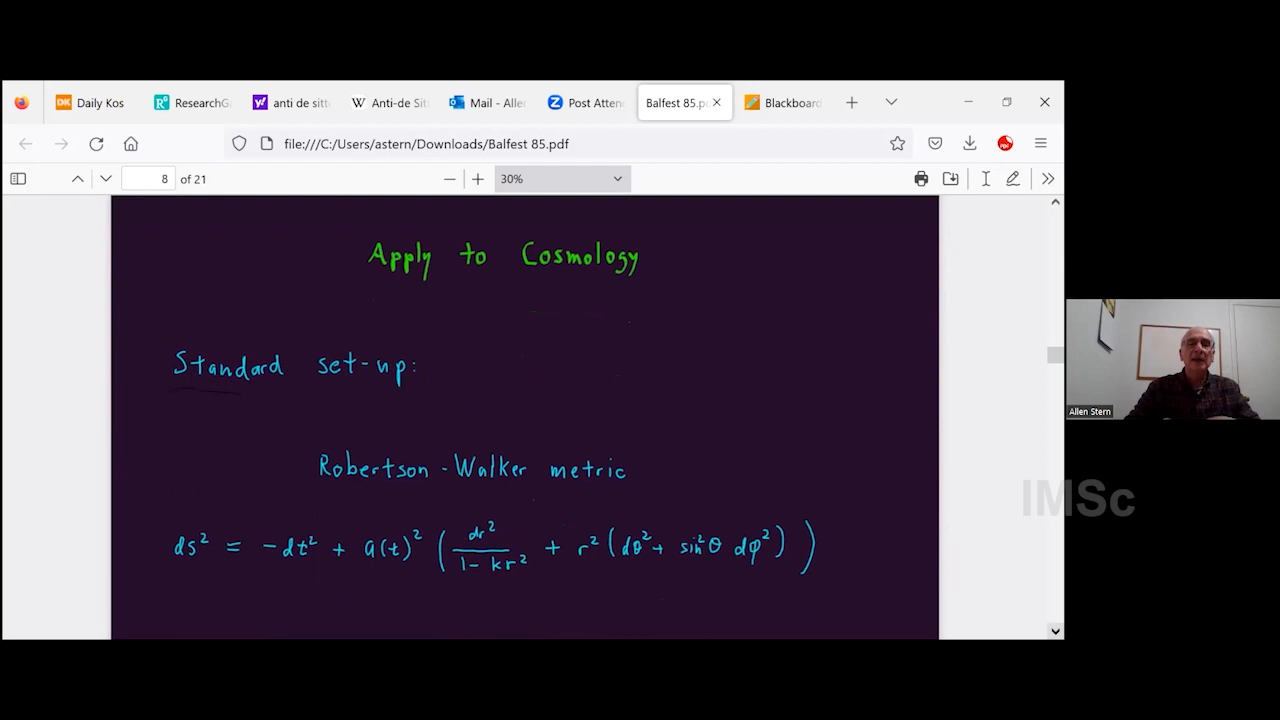 Daily Kos
ResearchG
anti de sitt
Anti-de Sit
Mail - Alle
Post Atten
Balfest 85.p
Blackboard
file:///C:/Users/astern/Downloads/Balfest 85.pdf
8 of 21
30%
Apply to Cosmology
Standard set-up:
Robertson-Walker metric
ds² = -dt² + a(t)² ( dr² / 1-kr² + r² (dθ² + sin²θ dφ²) )
Allen Stern
IMSc